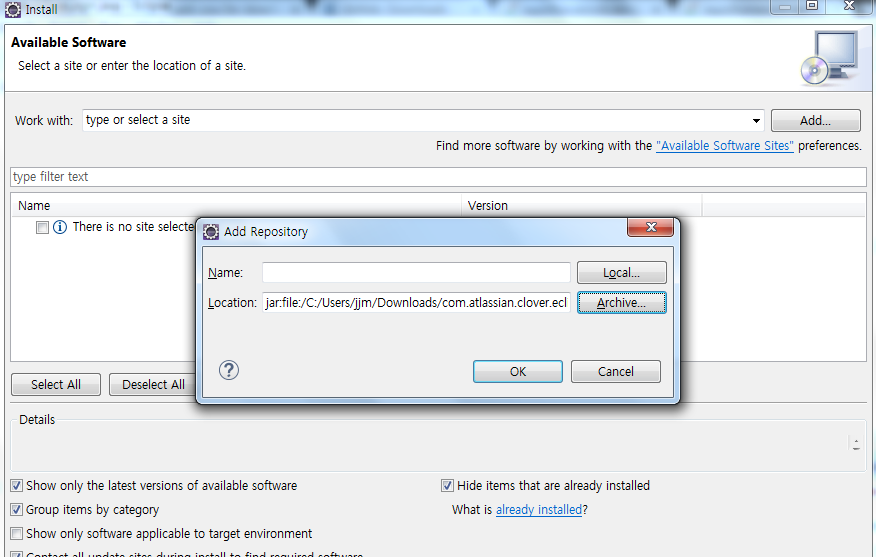 Install
Available Software
Select a site or enter the location of a site.
Work with: type or select a site Add...
Find more software by working with the "Available Software Sites" preferences.
type filter text
Name Version
There is no site selecte
Add Repository
Name: Local...
Location: jar:file:/C:/Users/jjm/Downloads/com.atlassian.clover.ecl Archive...
? OK Cancel
Select All Deselect All
Details
Show only the latest versions of available software Hide items that are already installed
Group items by category What is already installed?
Show only software applicable to target environment
Contact all update sites during install to find required software